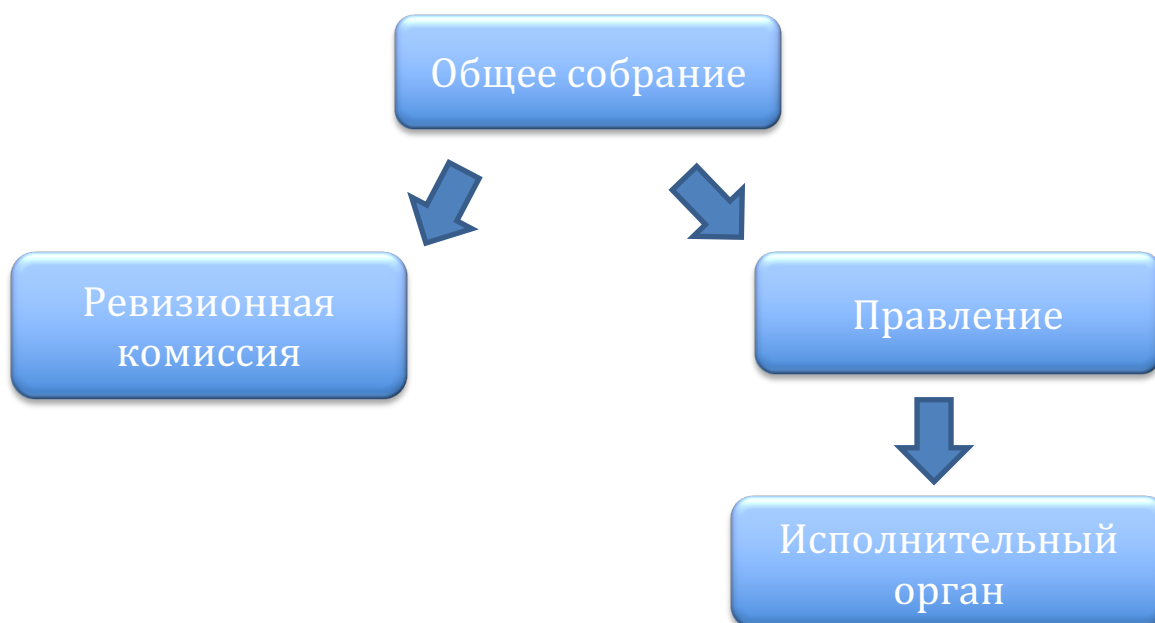 Общее собрание
Ревизионная
комиссия
Правление
Исполнительный
орган